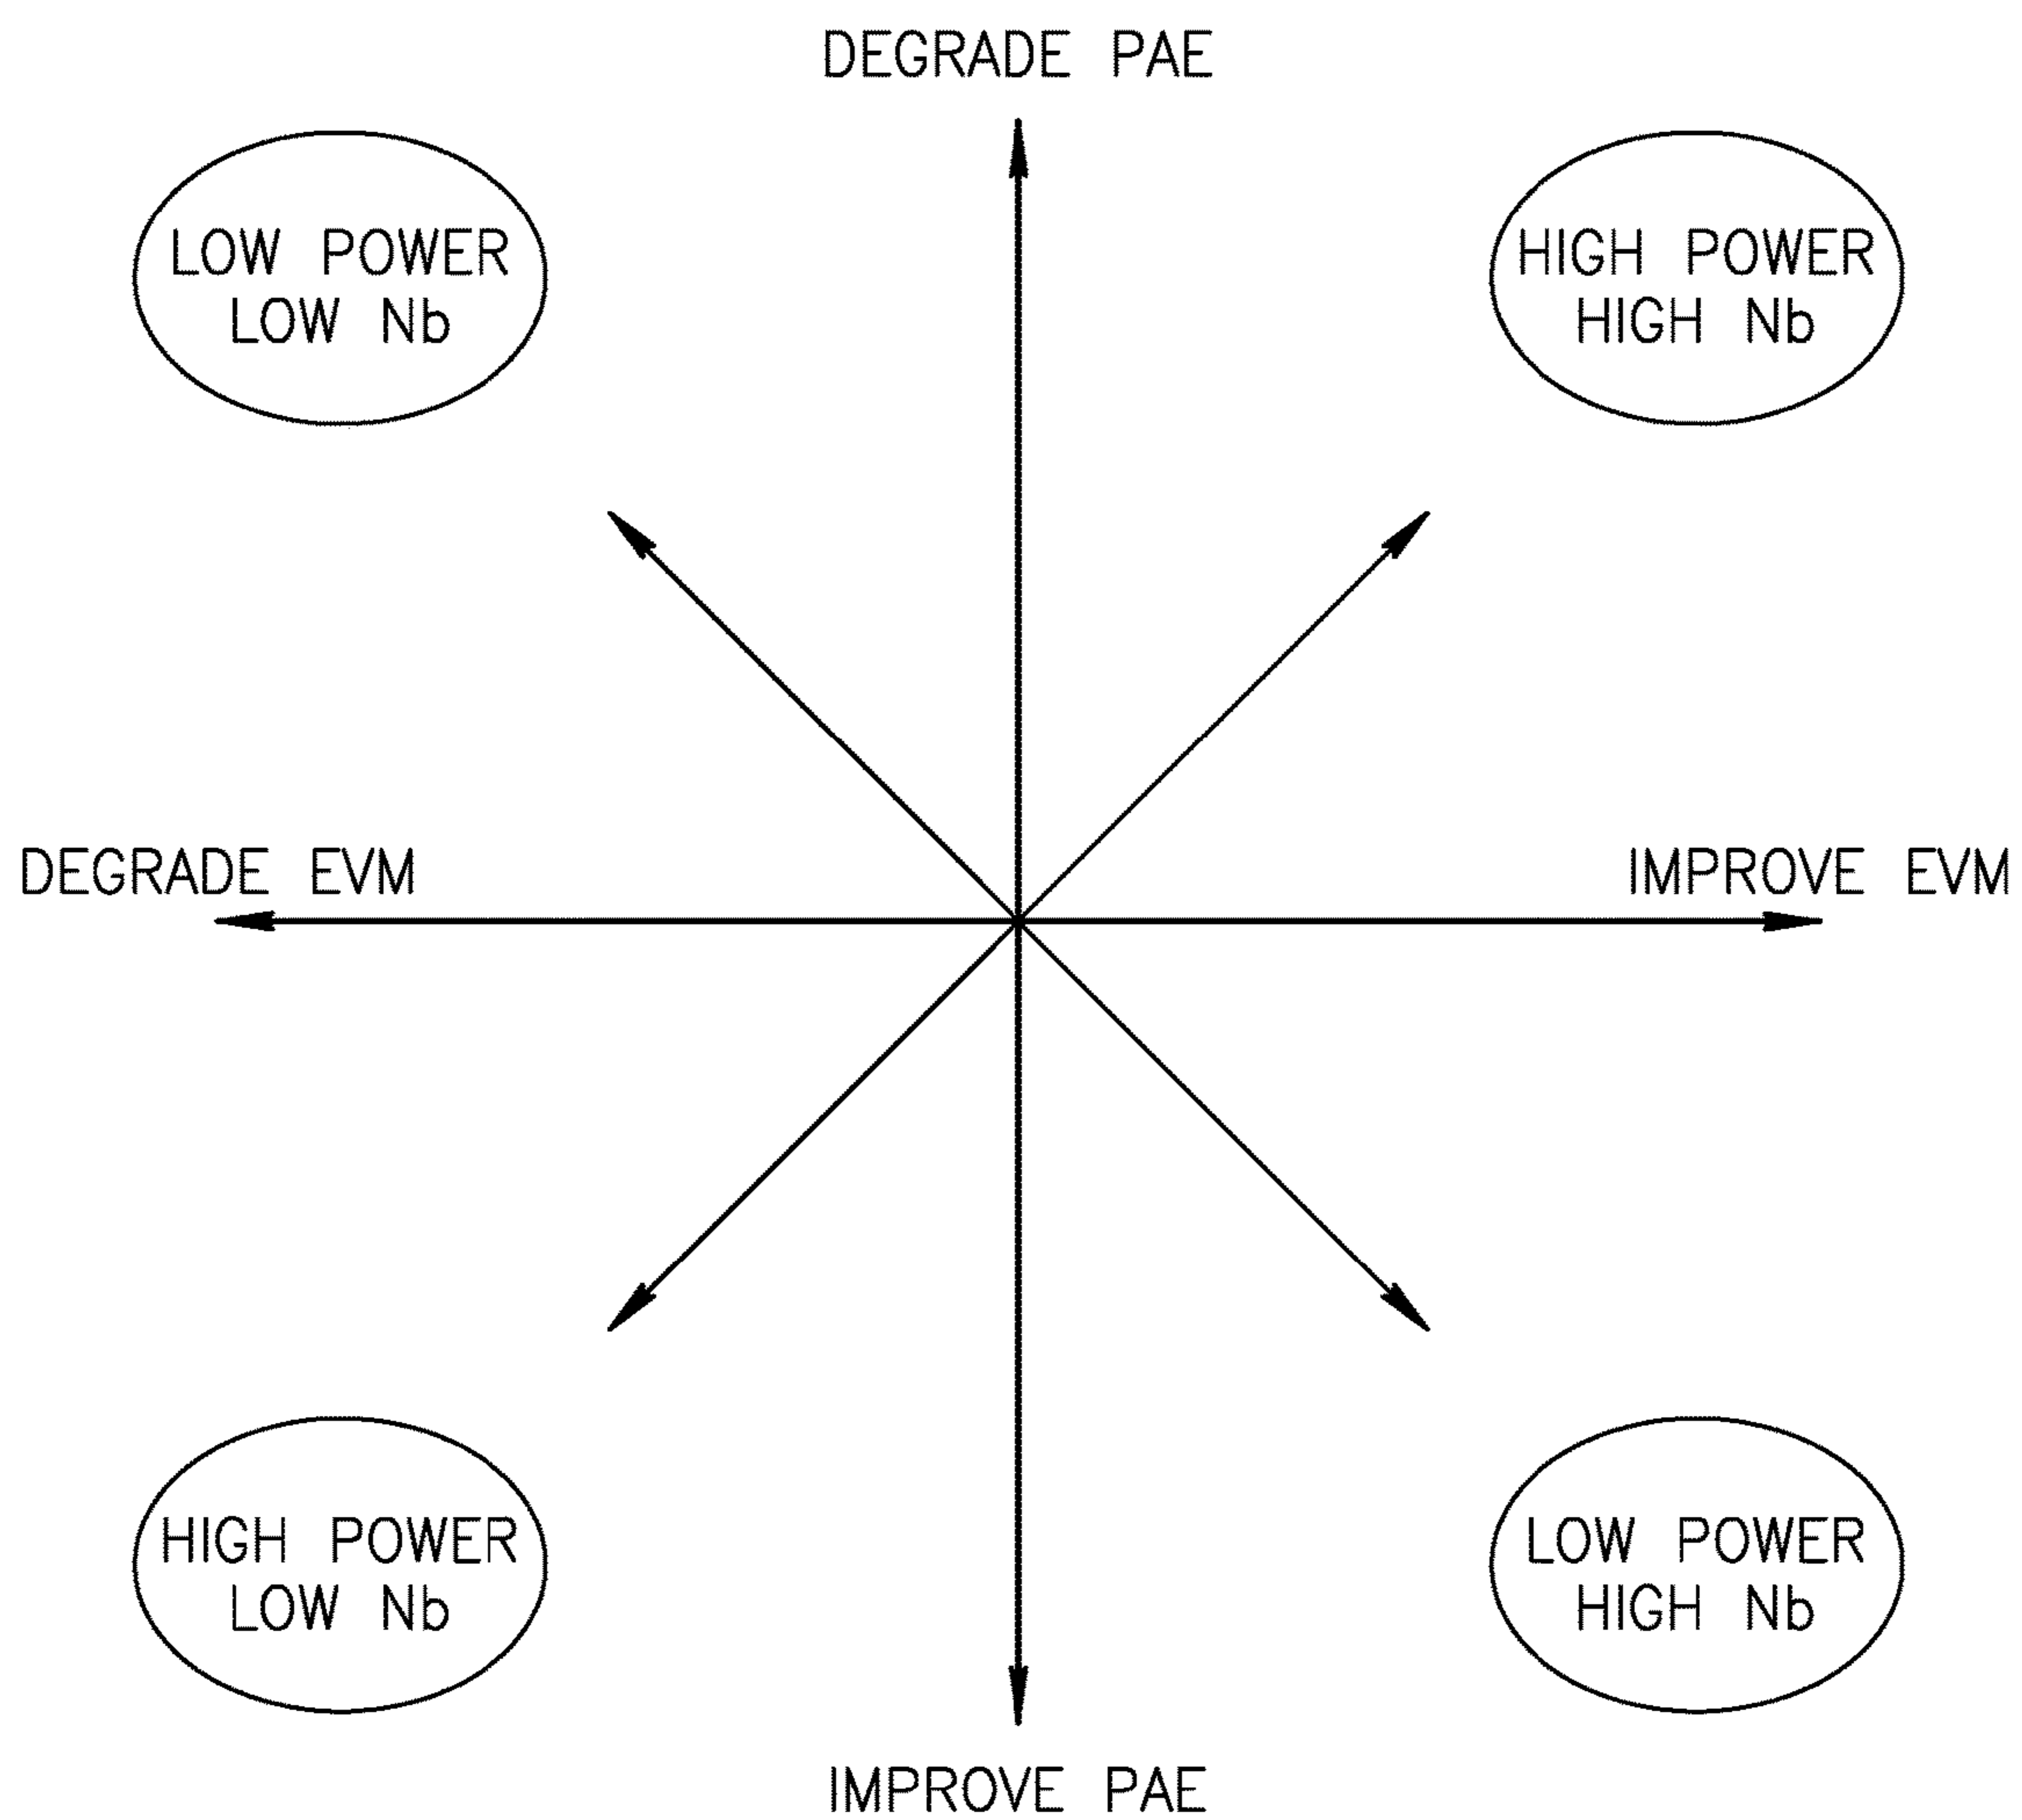 DEGRADE PAE
LOW POWER
LOW Nb
HIGH POWER
HIGH Nb
DEGRADE EVM
IMPROVE EVM
HIGH POWER
LOW Nb
LOW POWER
HIGH Nb
IMPROVE PAE